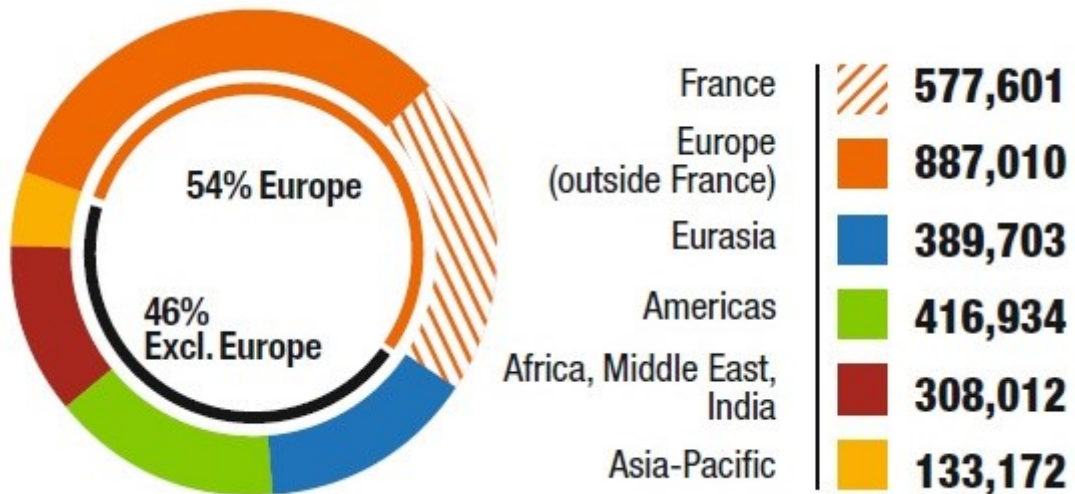 54% Europe
46%
Excl. Europe
France 577,601
Europe
(outside France) 887,010
Eurasia 389,703
Americas 416,934
Africa, Middle East,
India 308,012
Asia-Pacific 133,172